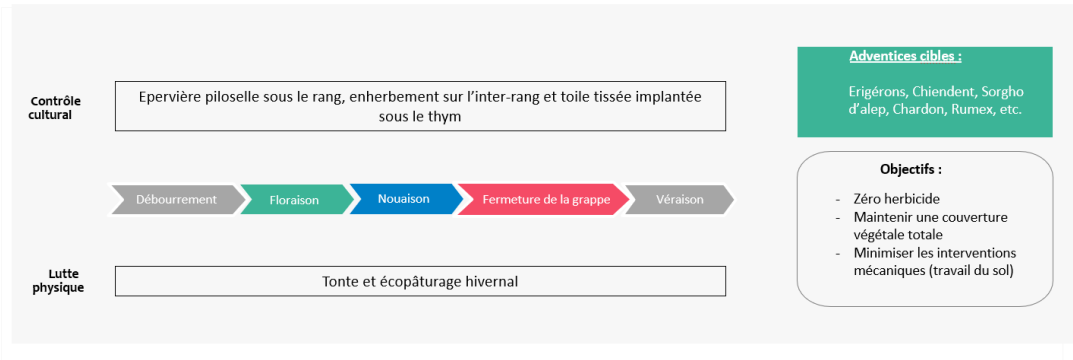 Contrôle
cultural
Epervière piloselle sous le rang, enherbement sur l'inter-rang et toile tissée implantée
sous le thym
Débourrement
Floraison
Nouaison
Fermeture de la grappe
Véraison
Lutte
physique
Tonte et écopâturage hivernal
Adventices cibles :
Erigérons, Chiendent, Sorgho
d'alep, Chardon, Rumex, etc.
Objectifs :
- Zéro herbicide
- Maintenir une couverture
végétale totale
- Minimiser les interventions
mécaniques (travail du sol)